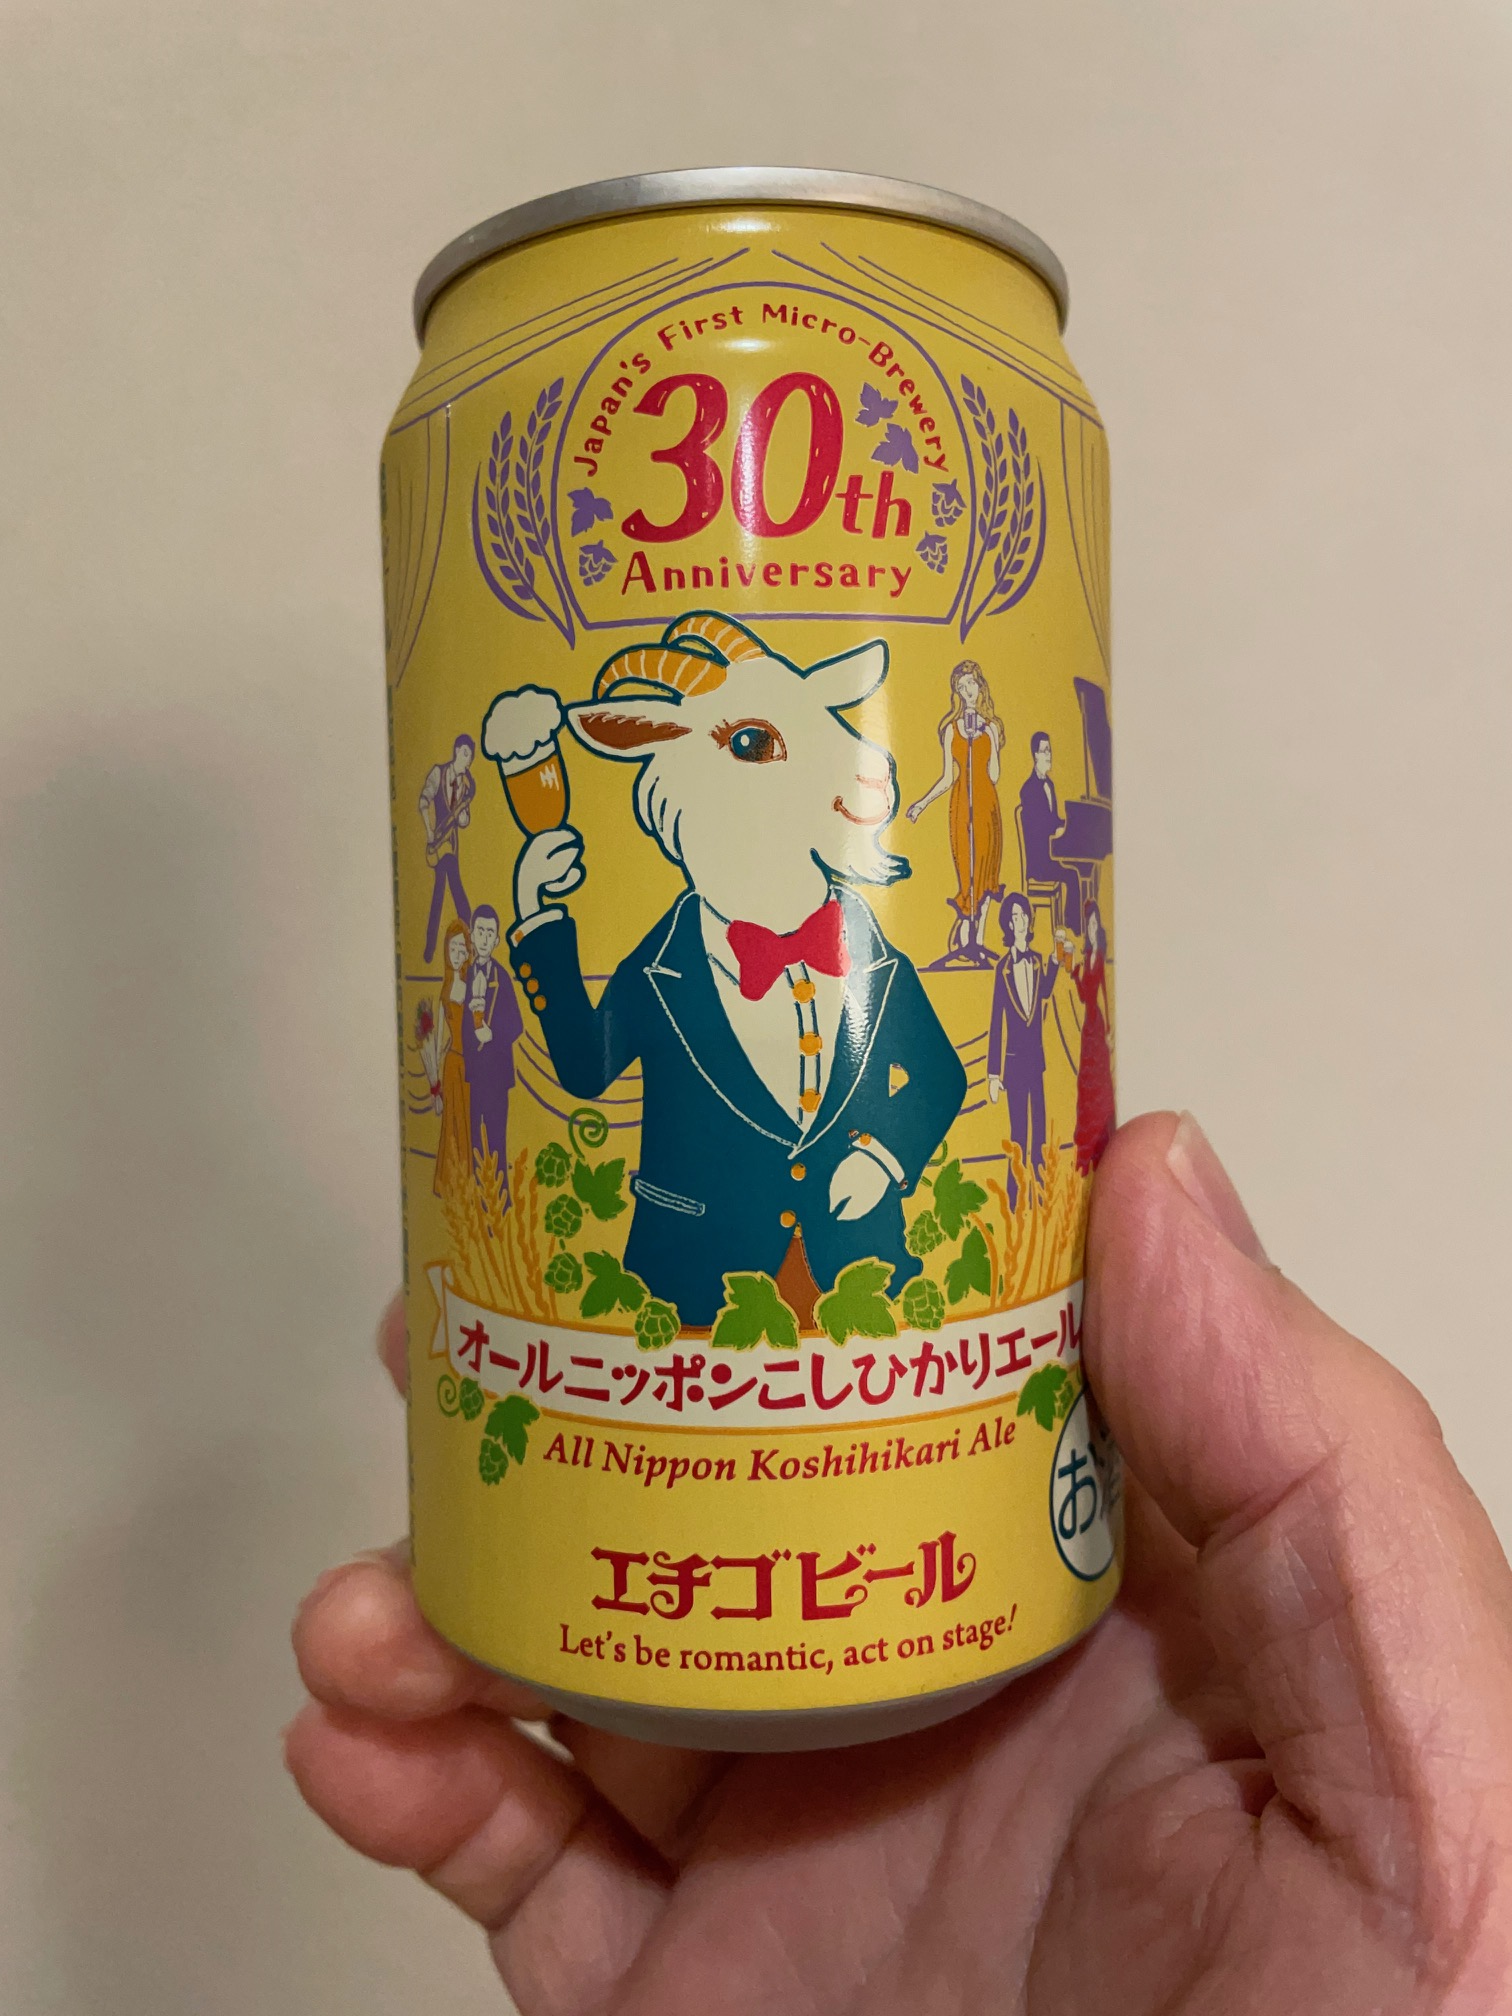 Japan's First Micro-Brewery
30th
Anniversary
オールニッポンこしひかりエール
All Nippon Koshihikari Ale
お
エチゴビール
Let's be romantic, act on stage!